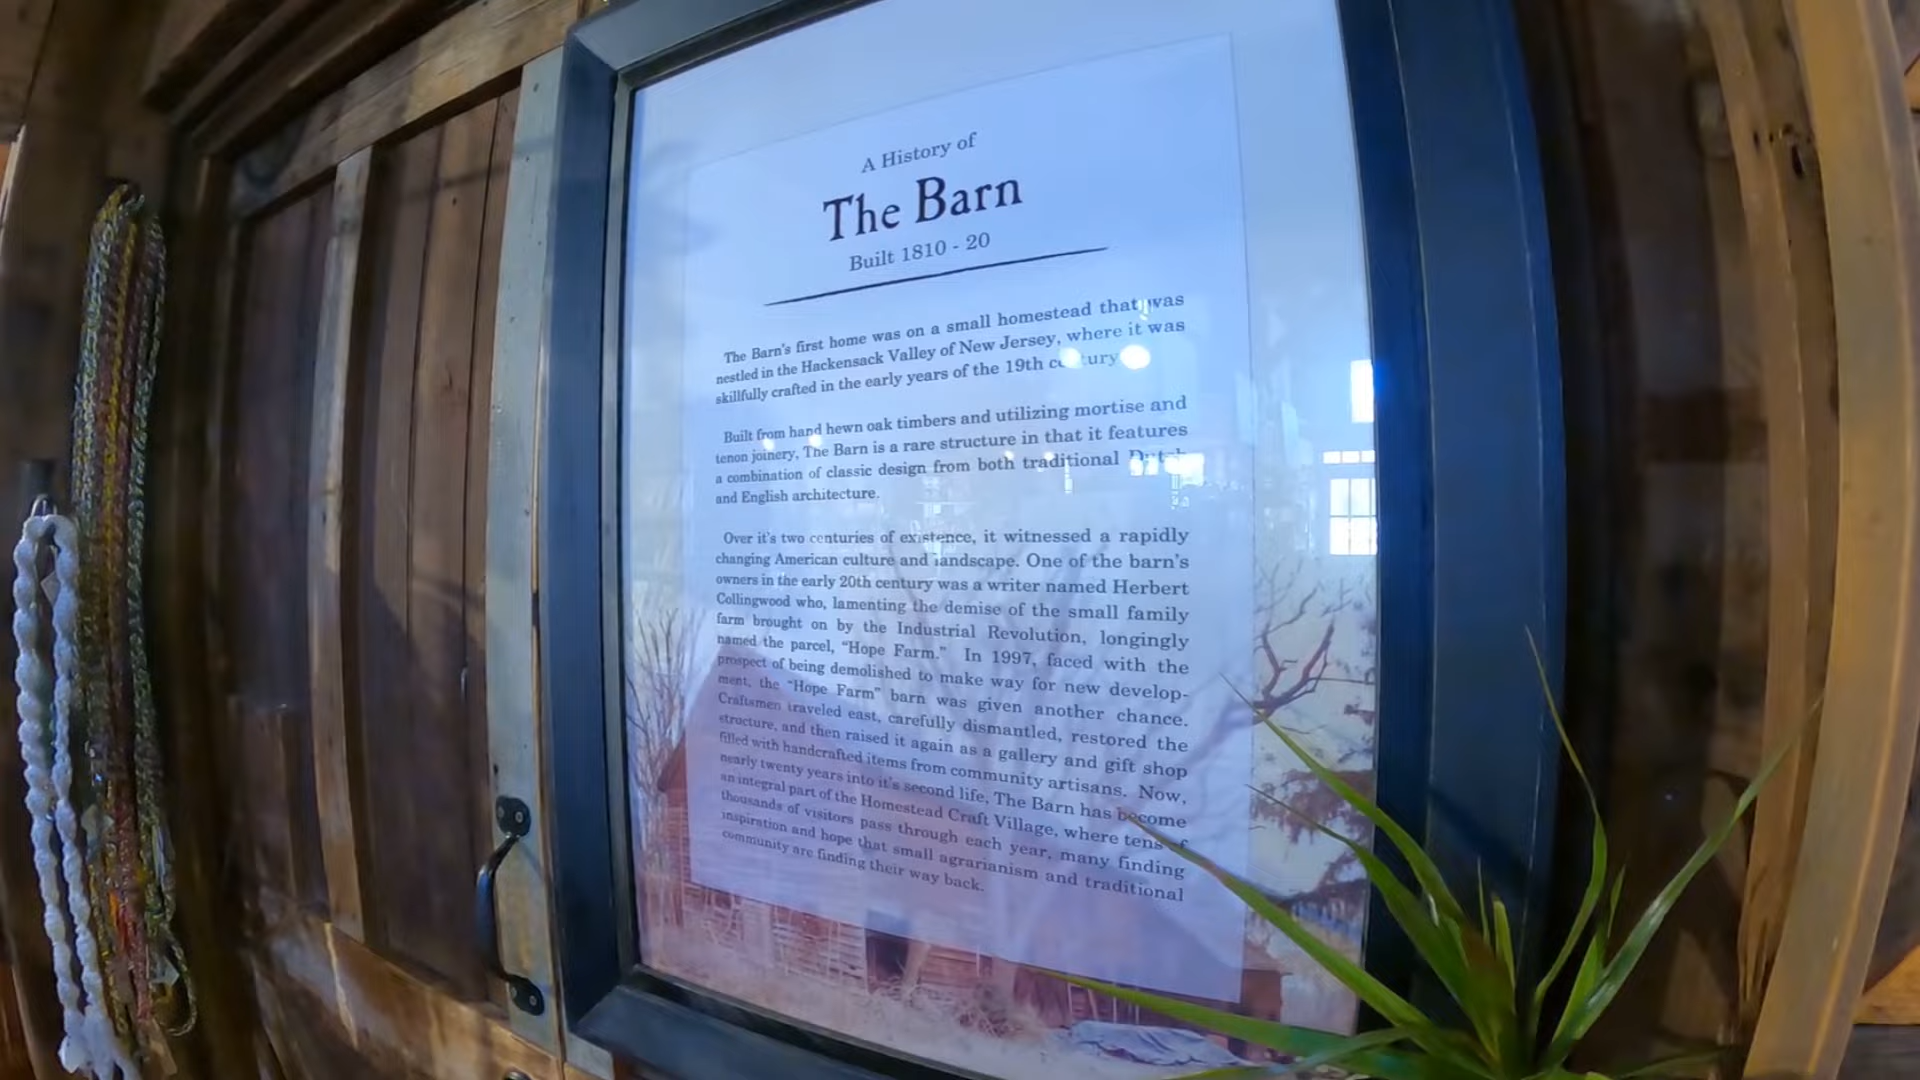 A History of
The Barn
Built 1810 - 20
The Barn's first home was on a small homestead that was
nestled in the Hackensack Valley of New Jersey, where it was
skillfully crafted in the early years of the 19th century
Built from hand hewn oak timbers and utilizing mortise and
tenon joinery, The Barn is a rare structure in that it features
a combination of classic design from both traditional Dutch
and English architecture.
Over it's two centuries of existence, it witnessed a rapidly
changing American culture and landscape. One of the barn's
owners in the early 20th century was a writer named Herbert
Collingwood who, lamenting the demise of the small family
farm brought on by the Industrial Revolution, longingly
named the parcel, “Hope Farm.” In 1997, faced with the
prospect of being demolished to make way for new develop-
ment, the “Hope Farm” barn was given another chance.
Craftsmen traveled east, carefully dismantled, restored the
structure, and then raised it again as a gallery and gift shop
filled with handcrafted items from community artisans. Now,
nearly twenty years into it's second life, The Barn has become
an integral part of the Homestead Craft Village, where tens of
thousands of visitors pass through each year, many finding
inspiration and hope that small agrarianism and traditional
community are finding their way back.